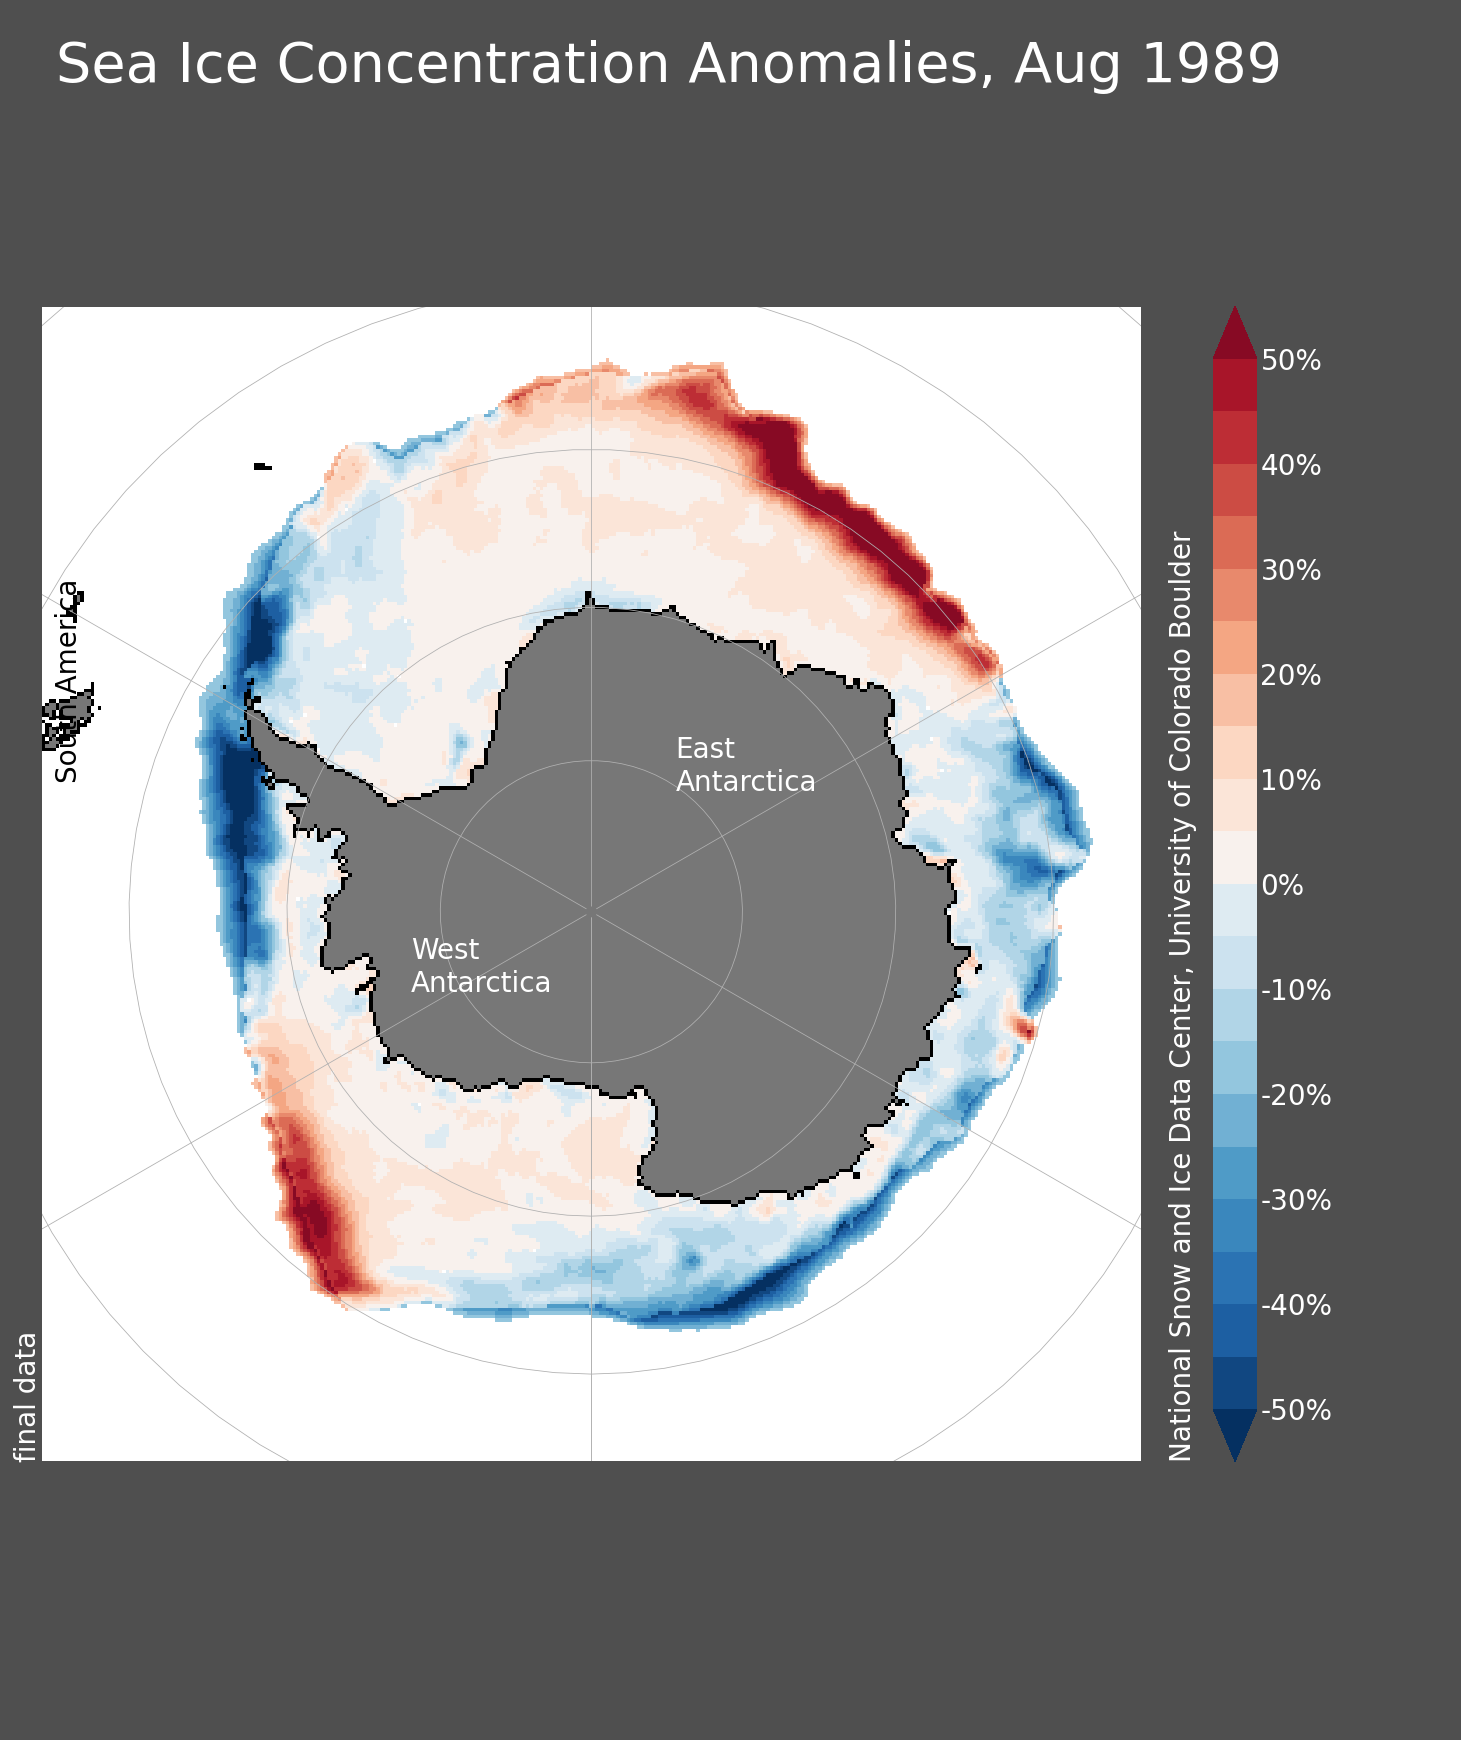 Sea Ice Concentration Anomalies, Aug 1989
South America
East
Antarctica
West
Antarctica
final data
National Snow and Ice Data Center, University of Colorado Boulder
50%
40%
30%
20%
10%
0%
-10%
-20%
-30%
-40%
-50%